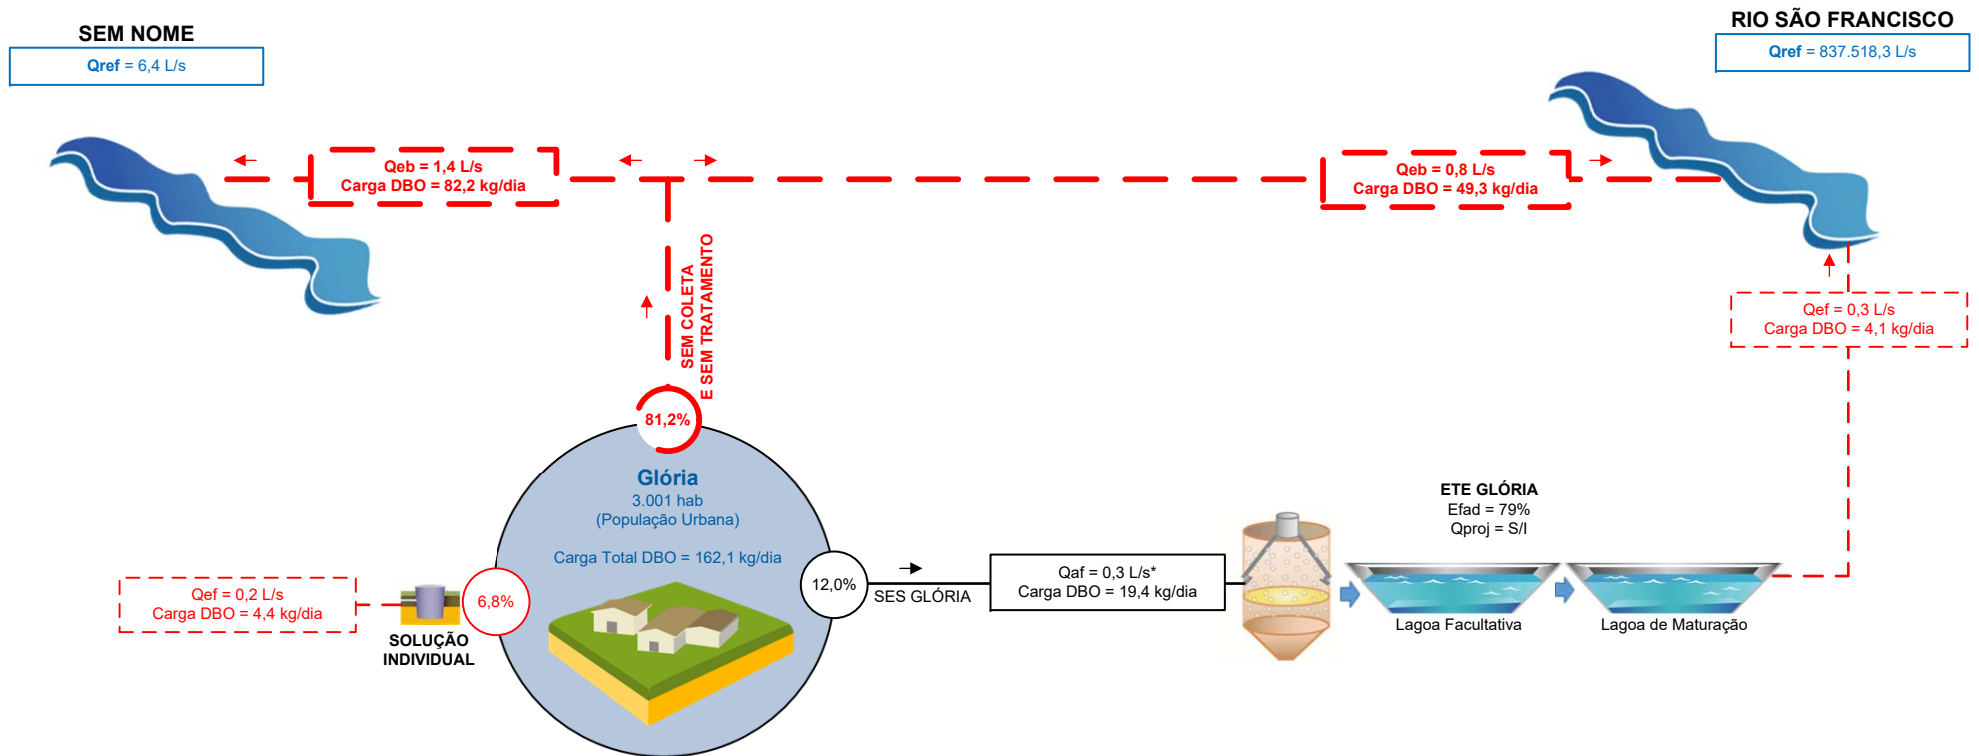 SEM NOME
Qref = 6,4 L/s
RIO SÃO FRANCISCO
Qref = 837.518,3 L/s
Qeb = 1,4 L/s
Carga DBO = 82,2 kg/dia
Qeb = 0,8 L/s
Carga DBO = 49,3 kg/dia
SEM COLETA
E SEM TRATAMENTO
Qef = 0,3 L/s
Carga DBO = 4,1 kg/dia
81,2%
Glória
3.001 hab
(População Urbana)
Carga Total DBO = 162,1 kg/dia
ETE GLÓRIA
Efad = 79%
Qproj = S/I
Qef = 0,2 L/s
Carga DBO = 4,4 kg/dia
6,8%
SOLUÇÃO
INDIVIDUAL
12,0%
SES GLÓRIA
Qaf = 0,3 L/s*
Carga DBO = 19,4 kg/dia
Lagoa Facultativa
Lagoa de Maturação